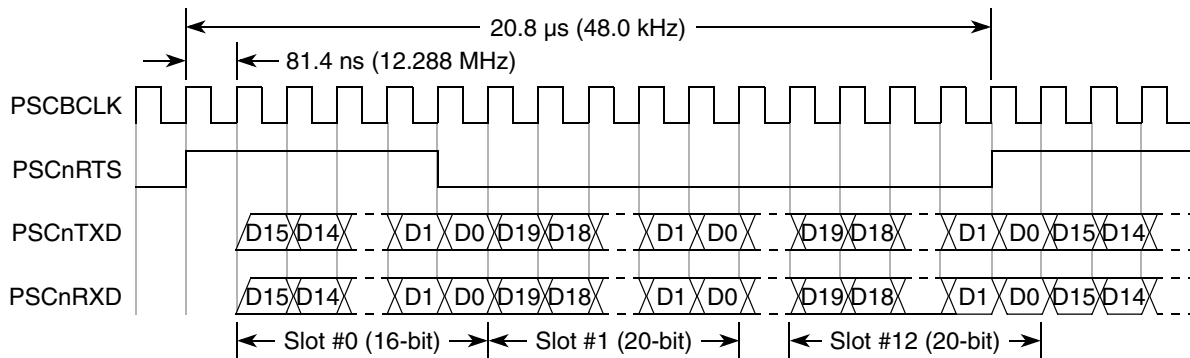 20.8 µs (48.0 kHz)
81.4 ns (12.288 MHz)
PSCBCLK
PSCnRTS
PSCnTXD D15 D14 D1 D0 D19 D18 D1 D0 D19 D18 D1 D0 D15 D14
PSCnRXD D15 D14 D1 D0 D19 D18 D1 D0 D19 D18 D1 D0 D15 D14
Slot #0 (16-bit) Slot #1 (20-bit) Slot #12 (20-bit)